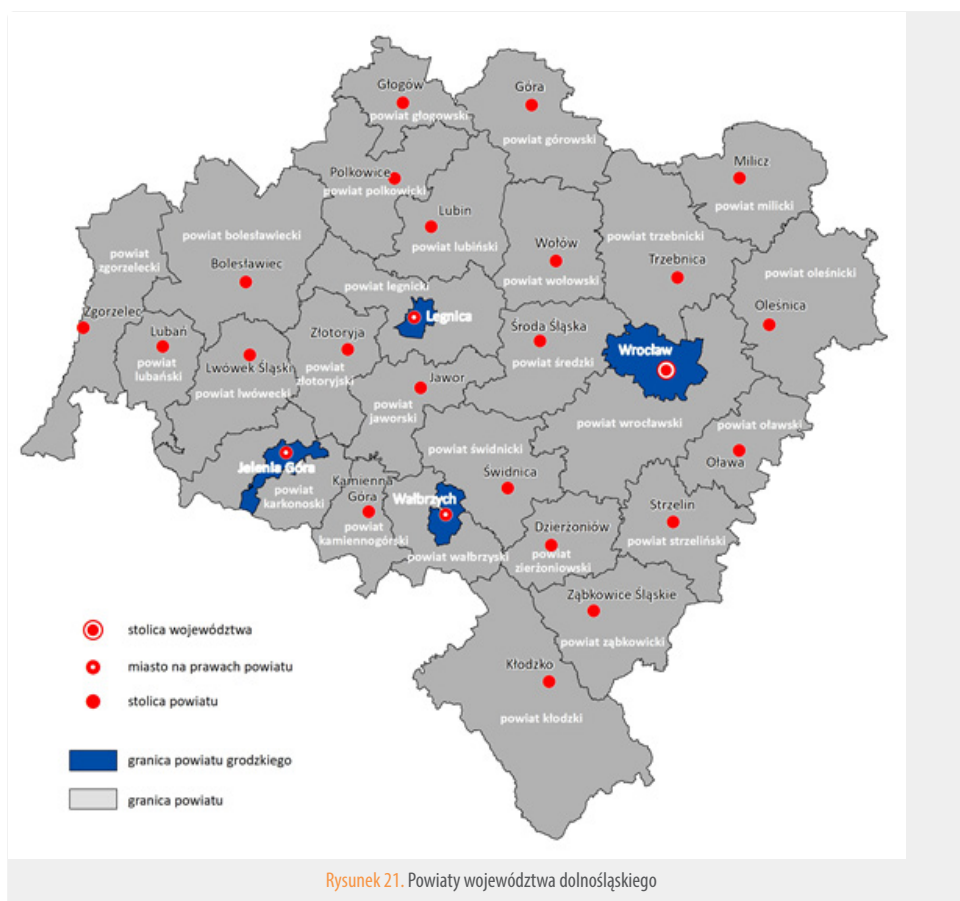 Głogów
powiat głogowski
Góra
powiat górowski
Milicz
powiat milicki
Polkowice
powiat polkowicki
Lubin
powiat lubiński
Wołów
powiat wołowski
powiat trzebnicki
Trzebnica
powiat oleśnicki
Oleśnica
powiat
zgorzelecki
Zgorzelec
powiat bolesławiecki
Bolesławiec
powiat legnicki
Legnica
Lubań
powiat
lubański
Lwówek Śląski
powiat lwówecki
Złotoryja
powiat
złotoryjski
Jawor
powiat
jaworski
Środa Śląska
powiat średzki
Wrocław
powiat wrocławski
powiat oławski
Oława
Jelenia Góra
powiat
karkonoski
Kamienna
Góra
powiat
kamiennogórski
Wałbrzych
powiat wałbrzyski
powiat świdnicki
Świdnica
Dzierżoniów
powiat
zierżoniowski
Strzelin
powiat strzeliński
Ząbkowice Śląskie
powiat ząbkowicki
Kłodzko
powiat kłodzki
stolica województwa
miasto na prawach powiatu
stolica powiatu
granica powiatu grodzkiego
granica powiatu
Rysunek 21. Powiaty województwa dolnośląskiego